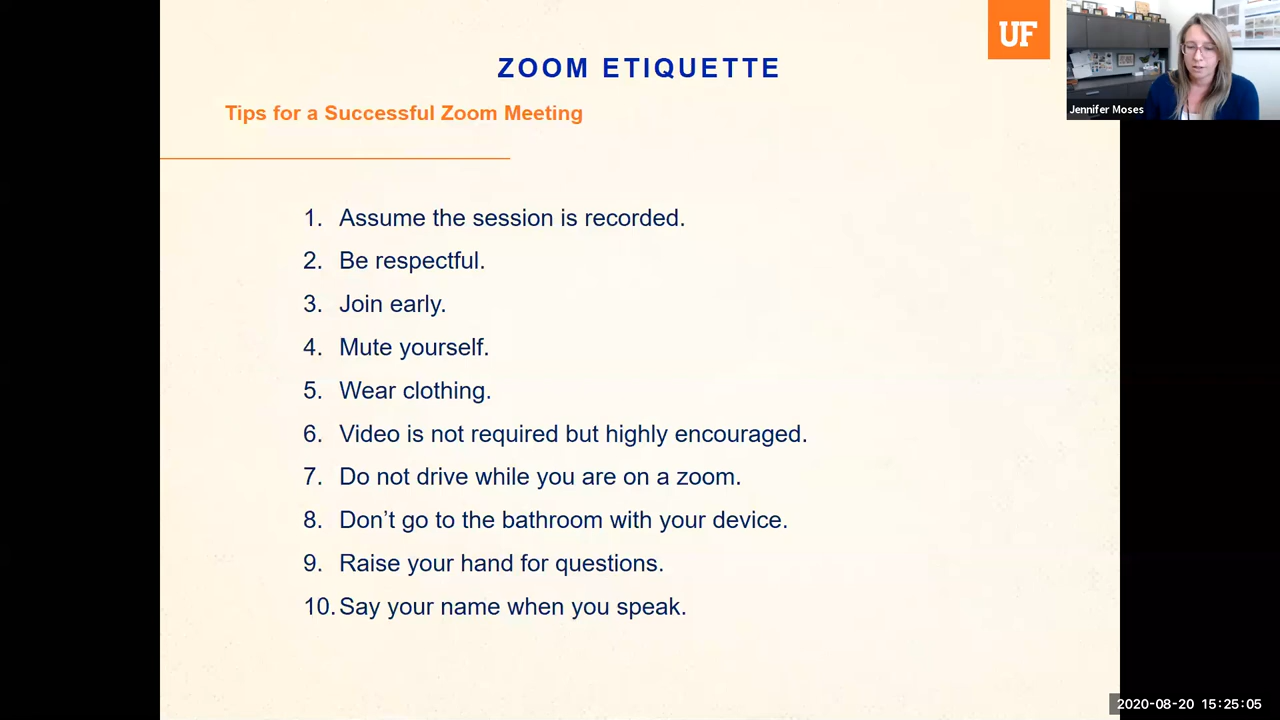 UF
ZOOM ETIQUETTE
Tips for a Successful Zoom Meeting
Jennifer Moses
1. Assume the session is recorded.
2. Be respectful.
3. Join early.
4. Mute yourself.
5. Wear clothing.
6. Video is not required but highly encouraged.
7. Do not drive while you are on a zoom.
8. Don’t go to the bathroom with your device.
9. Raise your hand for questions.
10. Say your name when you speak.
2020-08-20 15:25:05